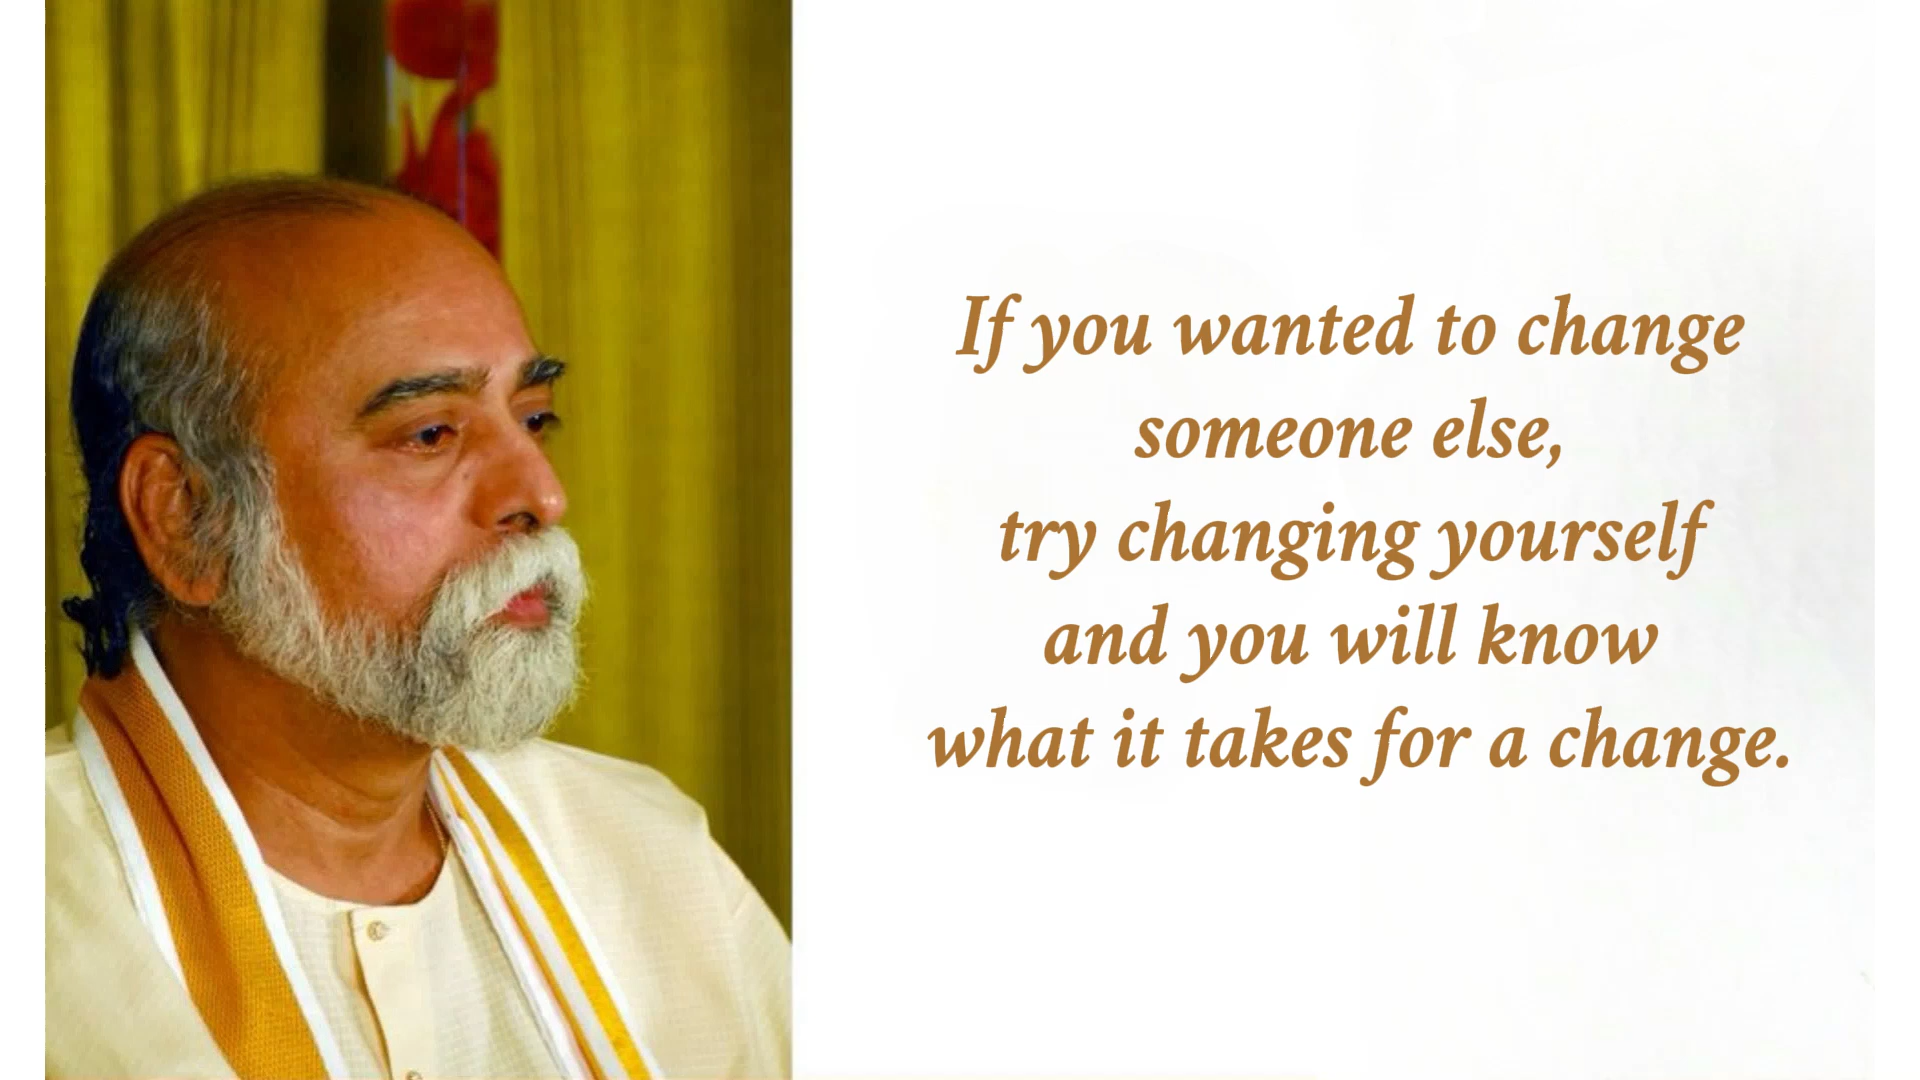 If you wanted to change
someone else,
try changing yourself
and you will know
what it takes for a change.